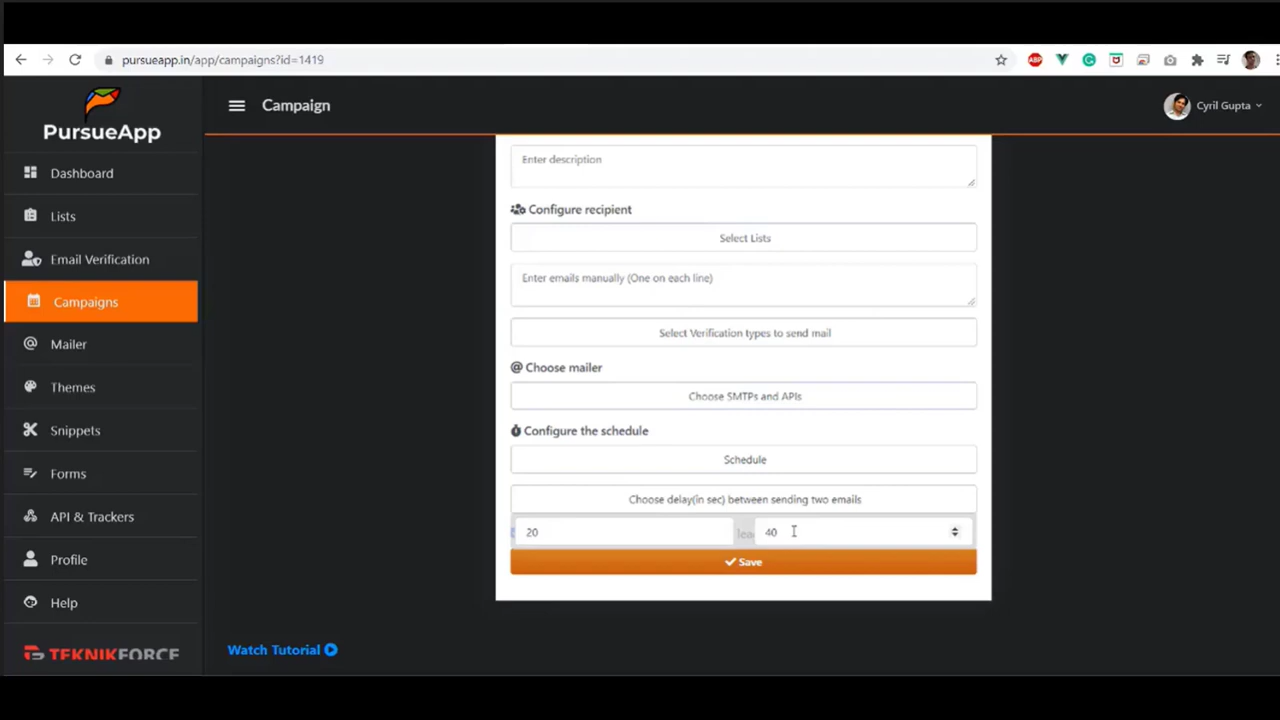 pursueapp.in/app/campaigns?id=1419
ABP
PursueApp
Campaign
Cyril Gupta
Dashboard
Lists
Email Verification
Campaigns
Mailer
Themes
Snippets
Forms
API & Trackers
Profile
Help
TEKNIKFORCE
Enter description
Configure recipient
Select Lists
Enter emails manually (One on each line)
Select Verification types to send mail
Choose mailer
Choose SMTPs and APIs
Configure the schedule
Schedule
Choose delay(in sec) between sending two emails
20
40
Save
Watch Tutorial